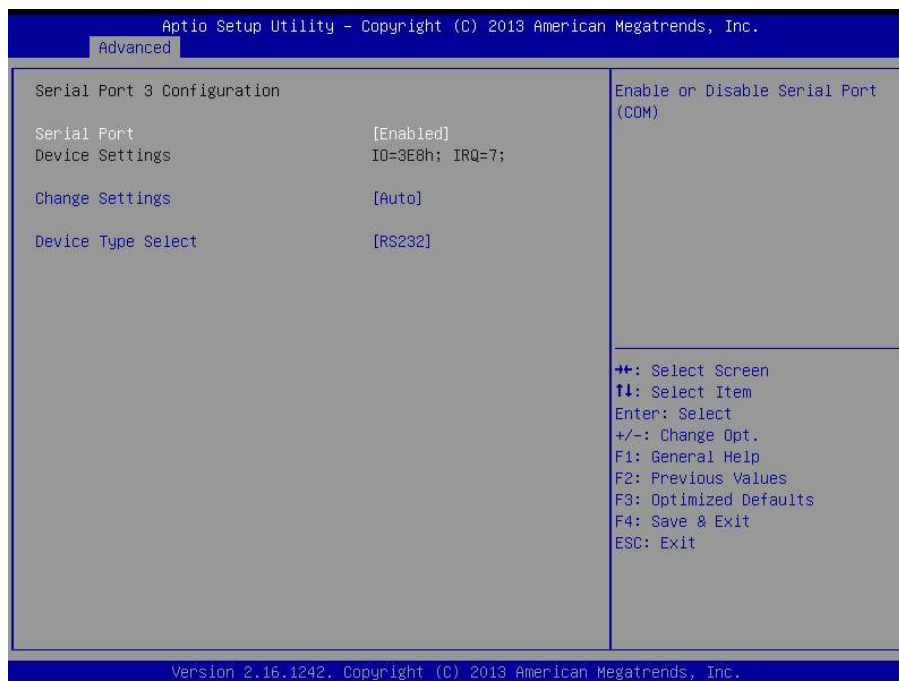 Aptio Setup Utility – Copyright (C) 2013 American Megatrends, Inc.
Advanced
Serial Port 3 Configuration
Serial Port [Enabled]
Device Settings IO=3E8h; IRQ=7;
Change Settings [Auto]
Device Type Select [RS232]
Enable or Disable Serial Port
(COM)
→←: Select Screen
↑↓: Select Item
Enter: Select
+/-: Change Opt.
F1: General Help
F2: Previous Values
F3: Optimized Defaults
F4: Save & Exit
ESC: Exit
Version 2.16.1242. Copyright (C) 2013 American Megatrends, Inc.